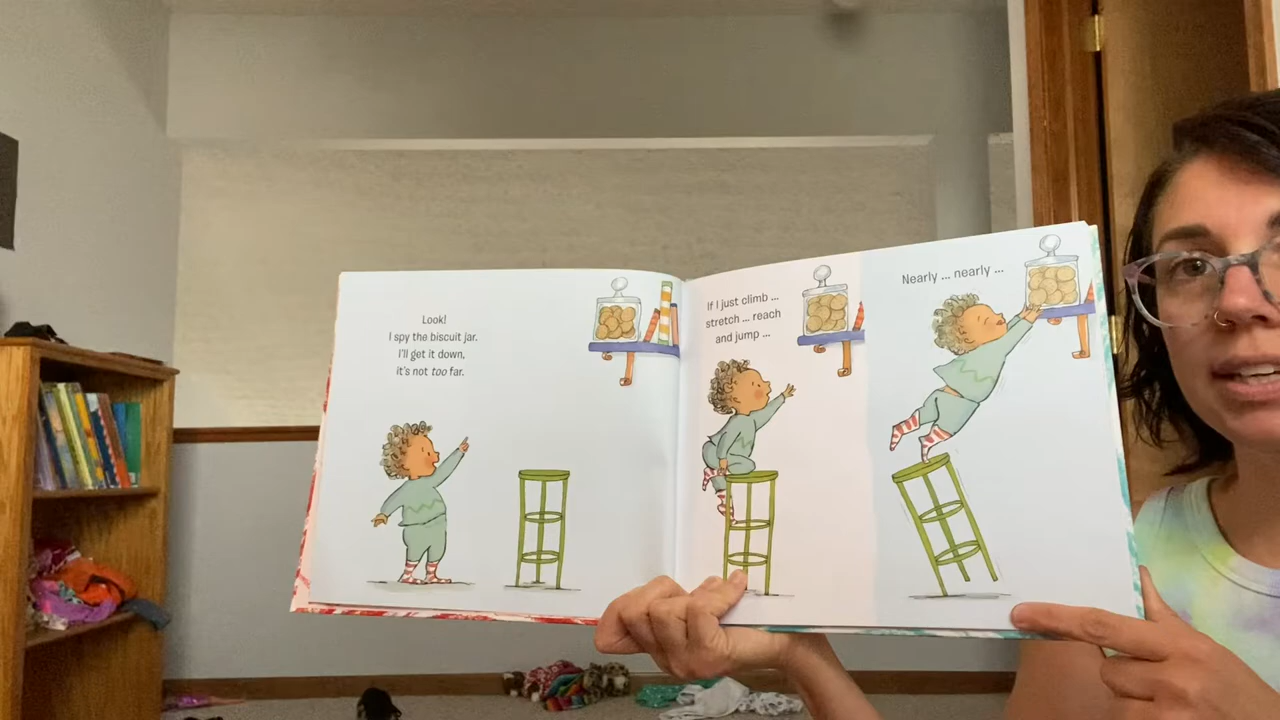 Look!
I spy the biscuit jar.
I'll get it down,
it's not too far.
If I just climb ...
stretch ... reach
and jump ...
Nearly ... nearly ...